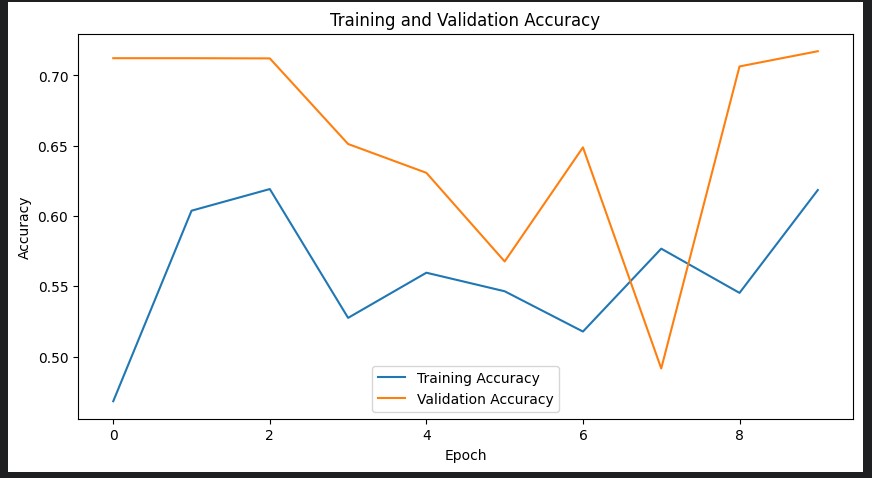 Training and Validation Accuracy
Accuracy
0.70
0.65
0.60
0.55
0.50
Training Accuracy
Validation Accuracy
0 2 4 6 8
Epoch